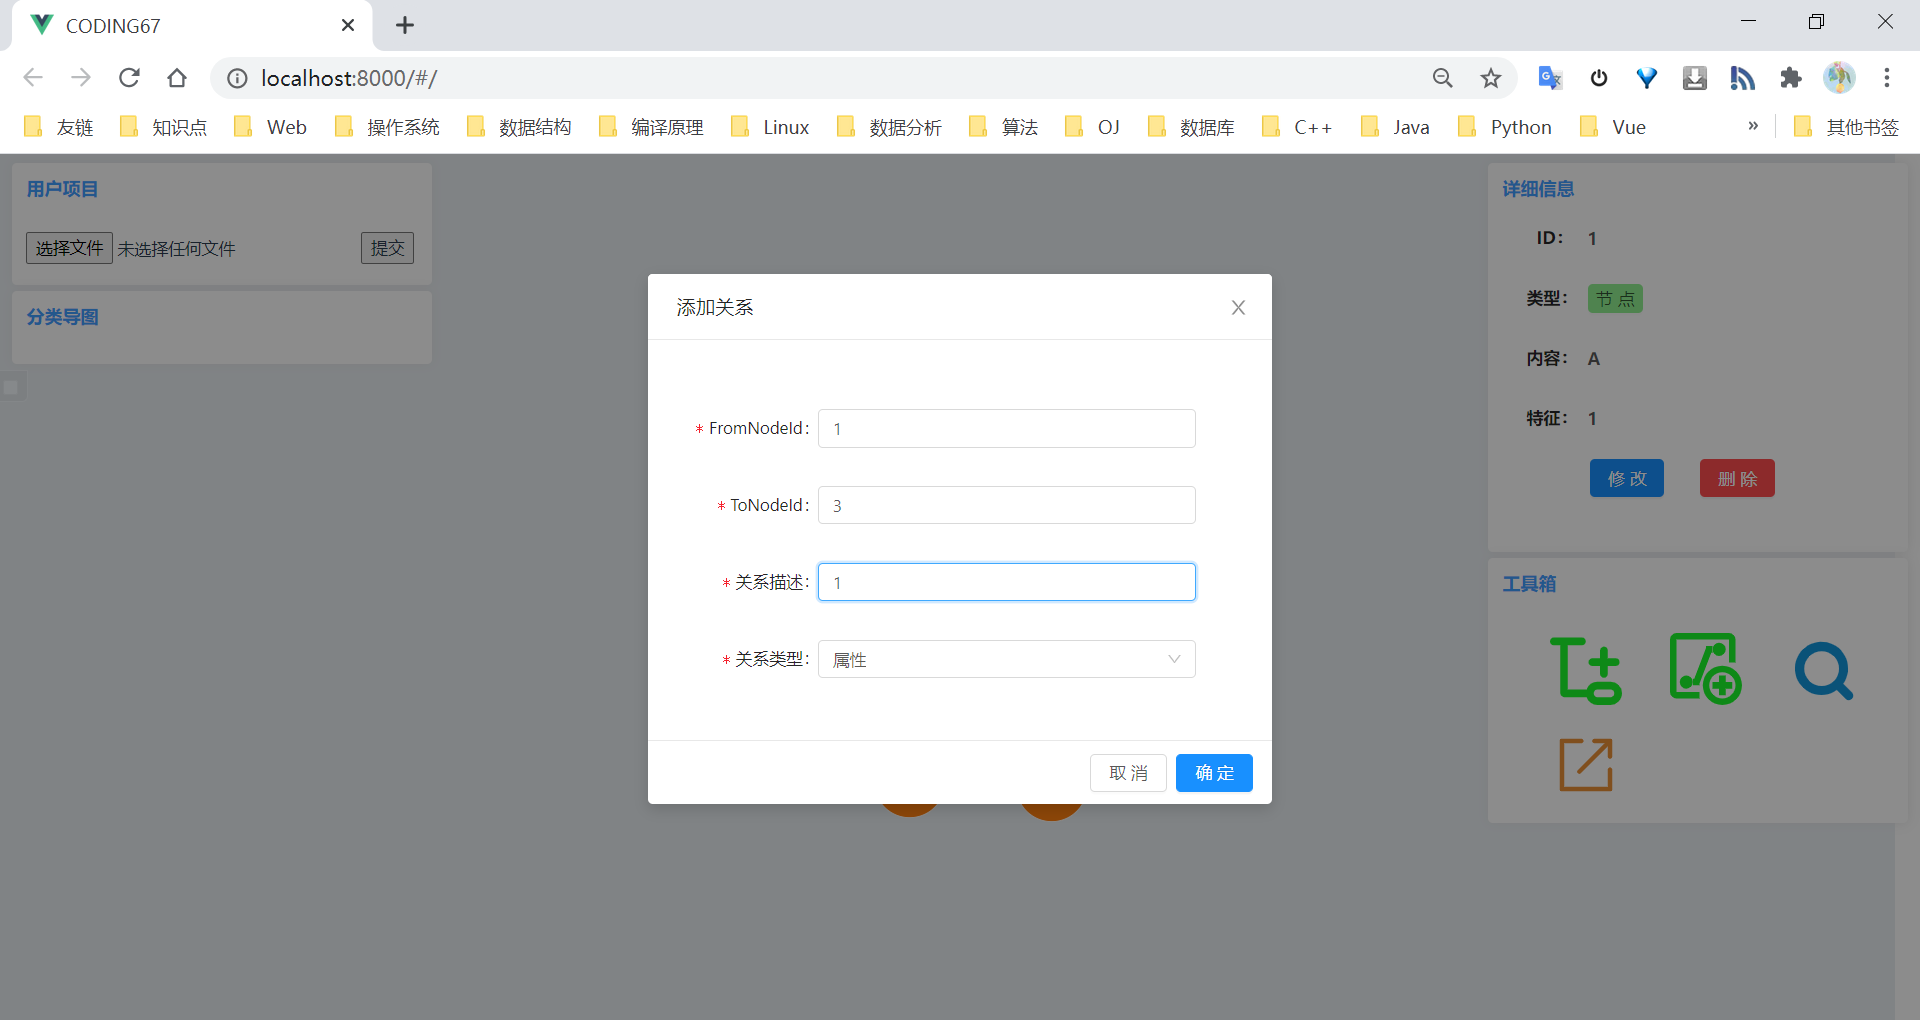 CODING67
localhost:8000/#/
友链 知识点 Web 操作系统 数据结构 编译原理 Linux 数据分析 算法 OJ 数据库 C++ Java Python Vue » 其他书签
用户项目
选择文件 未选择任何文件 提交
分类导图
添加关系
* FromNodeId: 1
* ToNodeId: 3
* 关系描述: 1
* 关系类型: 属性
取 消 确 定
详细信息
ID: 1
类型: 节 点
内容: A
特征: 1
修 改 删 除
工具箱